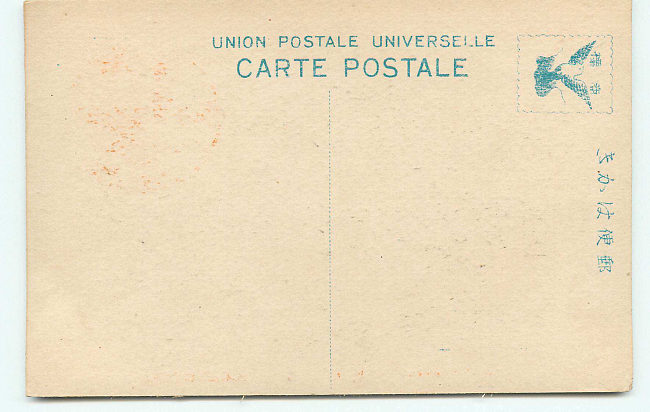 UNION POSTALE UNIVERSELLE
CARTE POSTALE
郵便はかき